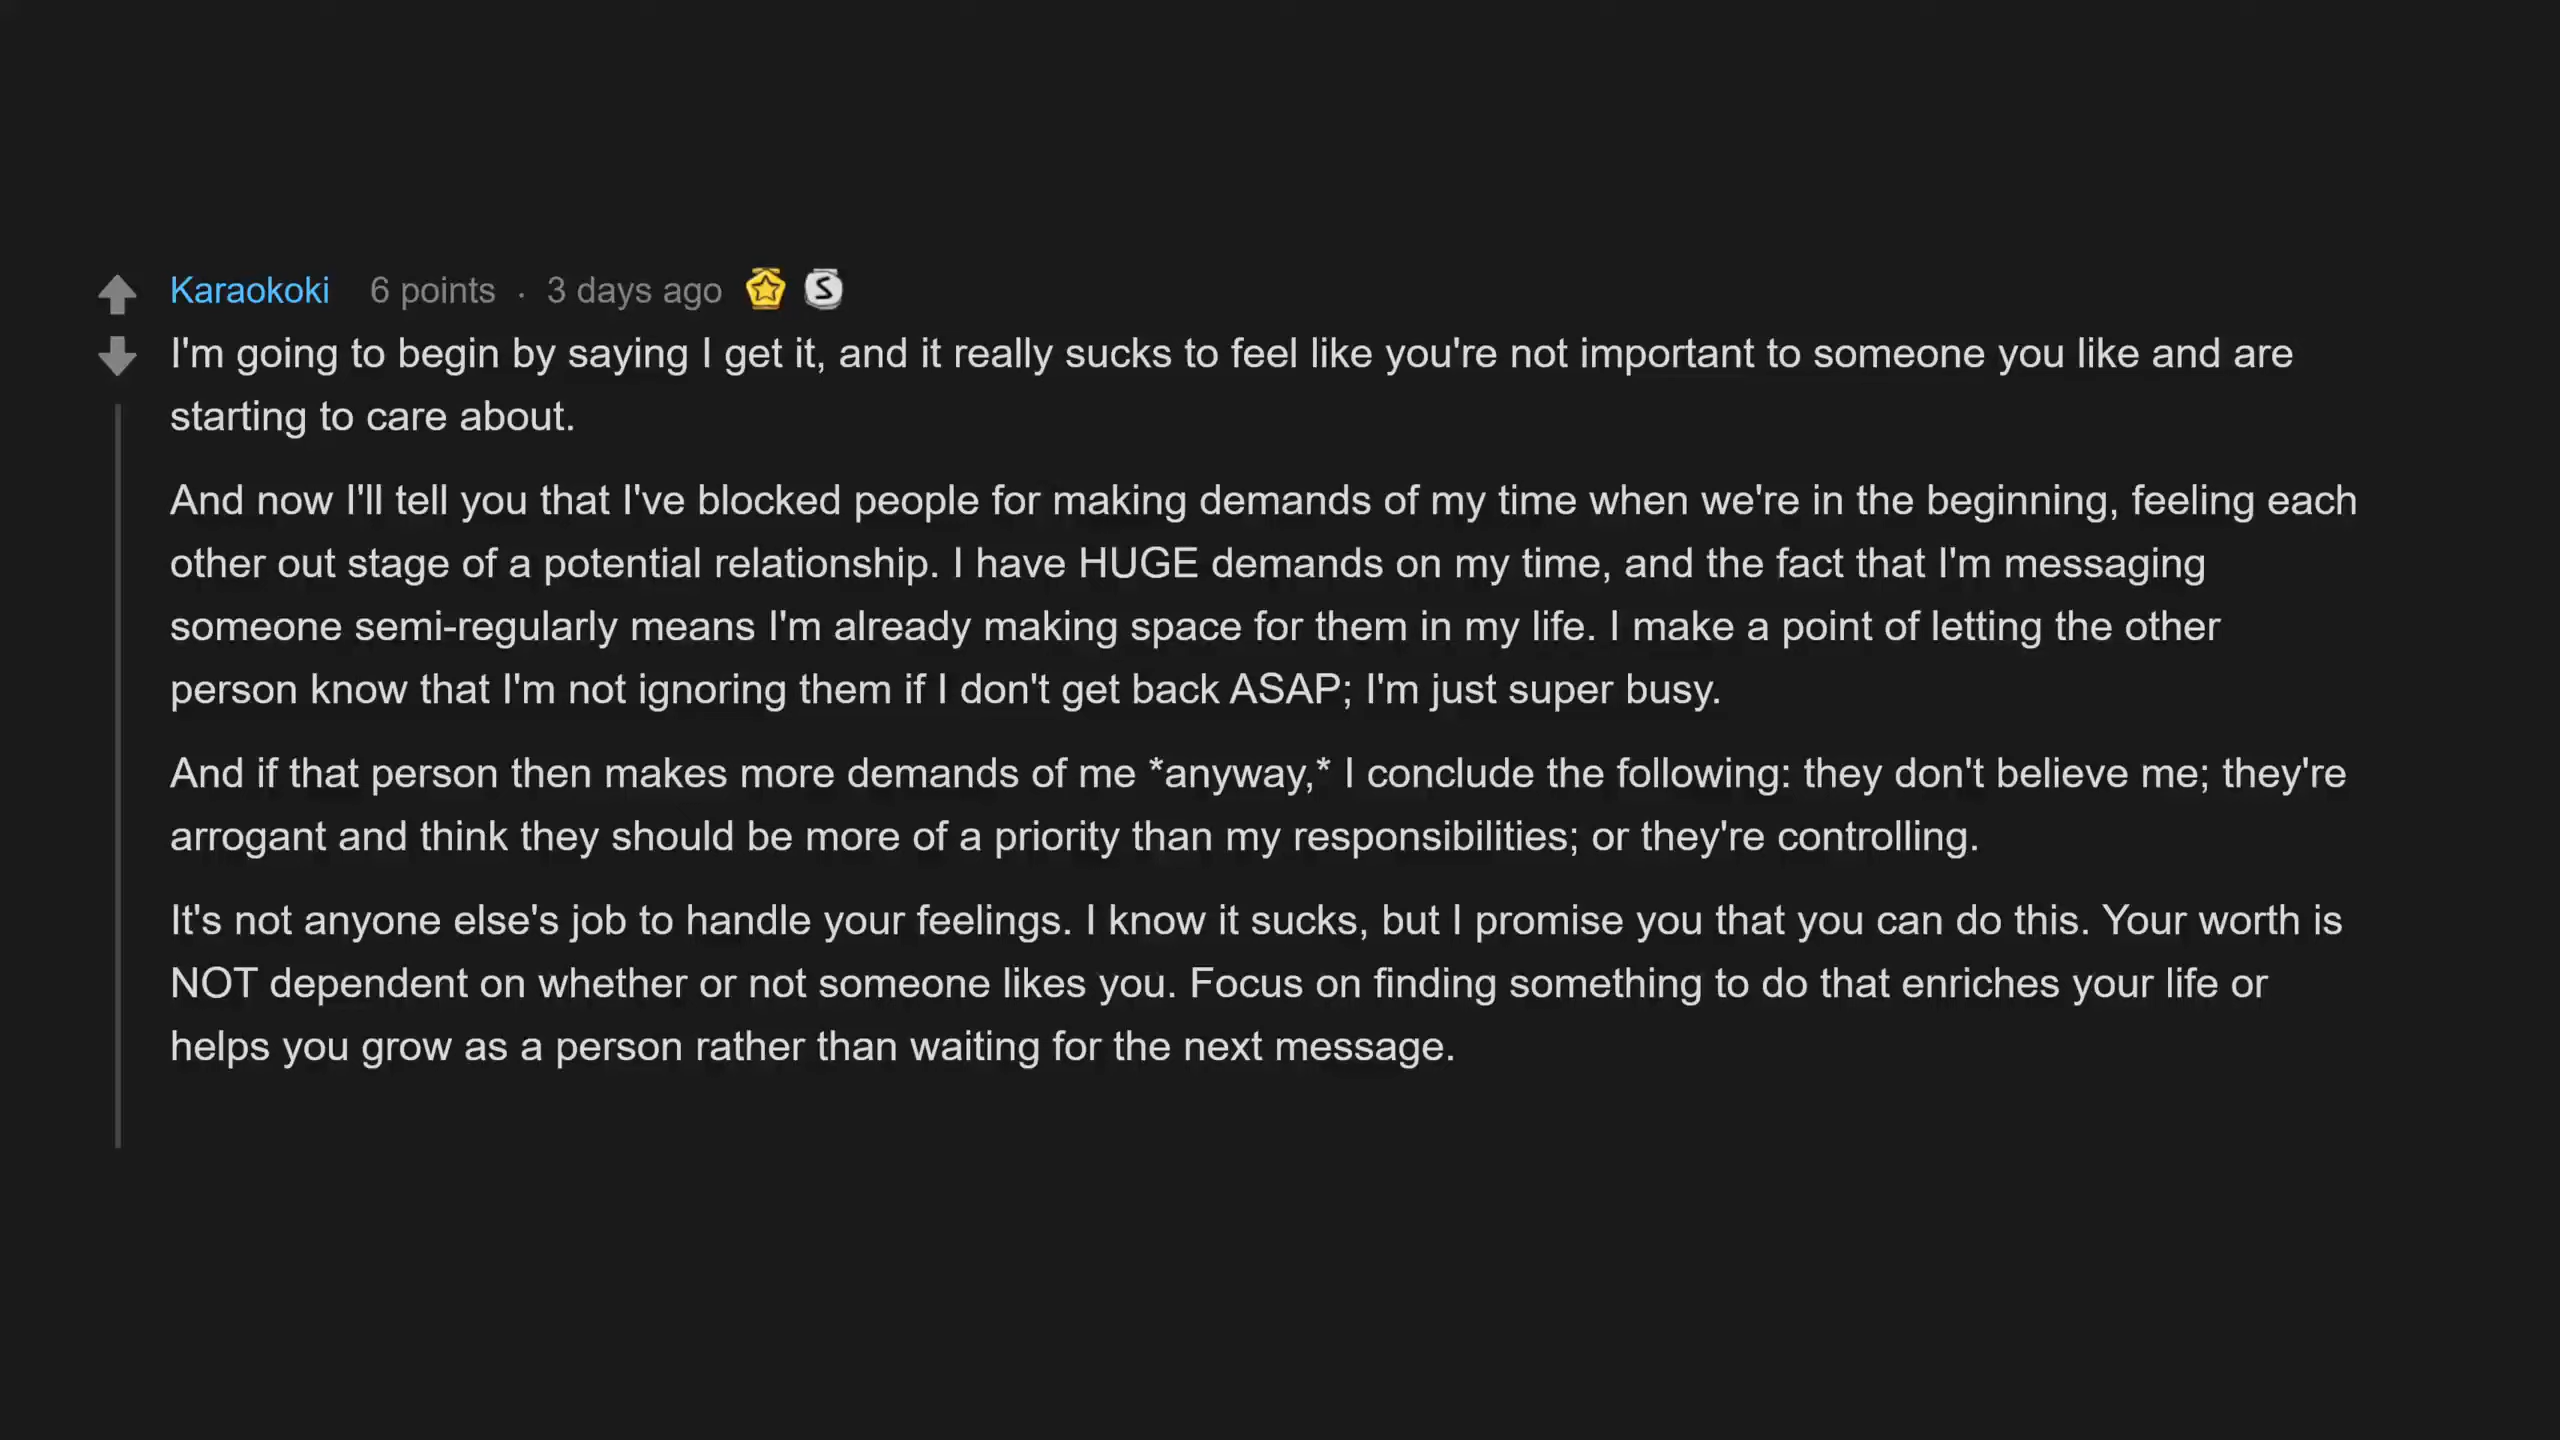 Karaokoki 6 points · 3 days ago S
I'm going to begin by saying I get it, and it really sucks to feel like you're not important to someone you like and are
starting to care about.
And now I'll tell you that I've blocked people for making demands of my time when we're in the beginning, feeling each
other out stage of a potential relationship. I have HUGE demands on my time, and the fact that I'm messaging
someone semi-regularly means I'm already making space for them in my life. I make a point of letting the other
person know that I'm not ignoring them if I don't get back ASAP; I'm just super busy.
And if that person then makes more demands of me *anyway,* I conclude the following: they don't believe me; they're
arrogant and think they should be more of a priority than my responsibilities; or they're controlling.
It's not anyone else's job to handle your feelings. I know it sucks, but I promise you that you can do this. Your worth is
NOT dependent on whether or not someone likes you. Focus on finding something to do that enriches your life or
helps you grow as a person rather than waiting for the next message.